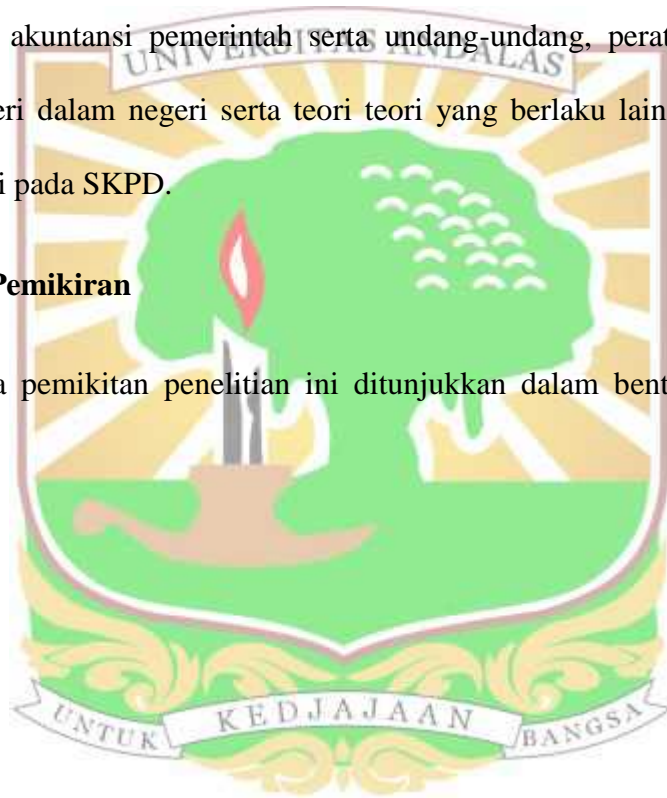 akuntansi pemerintah serta undang-undang, perat
UNIVERSITAS ANDALAS
eri dalam negeri serta teori teori yang berlaku lain
i pada SKPD.
Pemikiran
a pemikitan penelitian ini ditunjukkan dalam bent
UNTUK KEDJAJAAN BANGSA